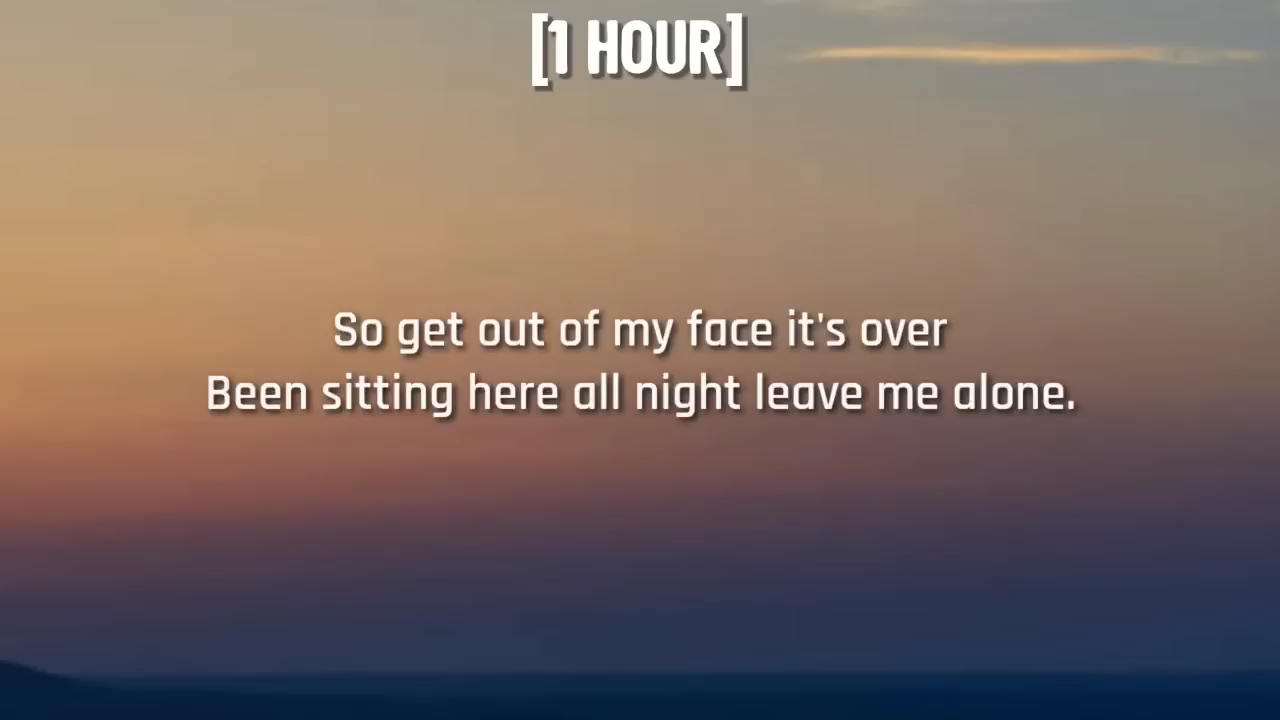 [1 HOUR]
So get out of my face it's over
Been sitting here all night leave me alone.